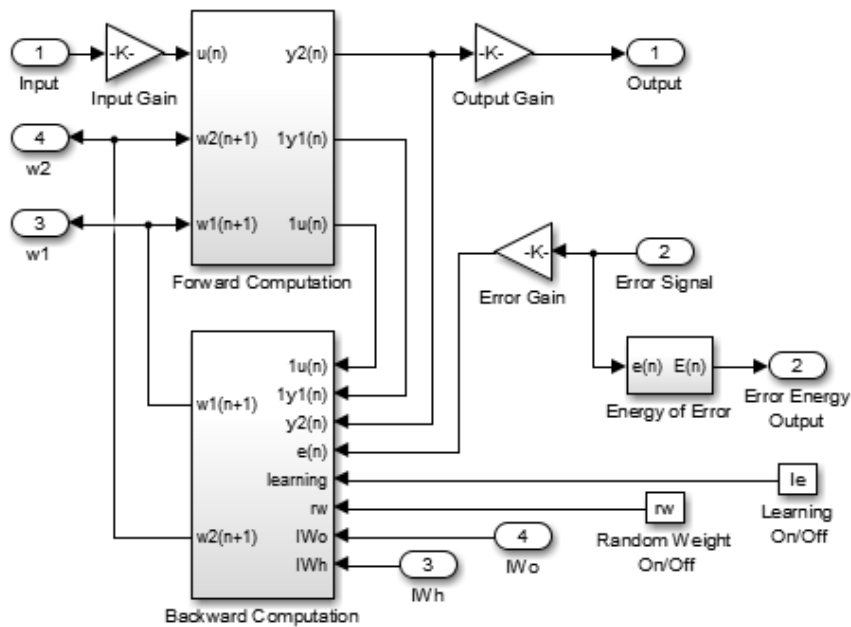 1
Input
-K-
Input Gain
u(n)
y2(n)
-K-
Output Gain
1
Output
4
w2
w2(n+1)
1y1(n)
3
w1
w1(n+1)
1u(n)
Forward Computation
-K-
Error Gain
2
Error Signal
e(n)
E(n)
Energy of Error
2
Error Energy
Output
1u(n)
1y1(n)
y2(n)
e(n)
learning
rw
IWo
IWh
w1(n+1)
w2(n+1)
Backward Computation
le
Learning
On/Off
rw
Random Weight
On/Off
4
IWo
3
IWh